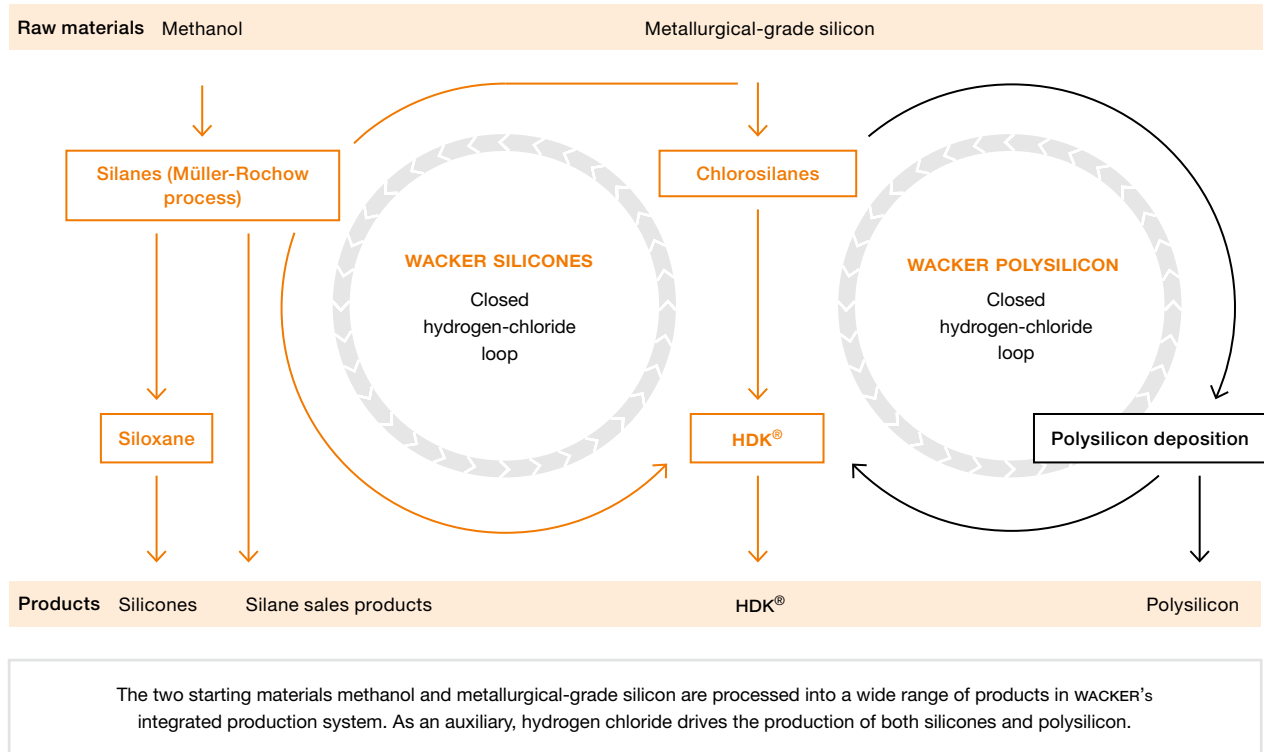 Raw materials Methanol Metallurgical-grade silicon
Silanes (Müller-Rochow
process)
Chlorosilanes
WACKER SILICONES
Closed
hydrogen-chloride
loop
WACKER POLYSILICON
Closed
hydrogen-chloride
loop
Siloxane
HDK®
Polysilicon deposition
Products Silicones Silane sales products HDK® Polysilicon
The two starting materials methanol and metallurgical-grade silicon are processed into a wide range of products in WACKER's
integrated production system. As an auxiliary, hydrogen chloride drives the production of both silicones and polysilicon.